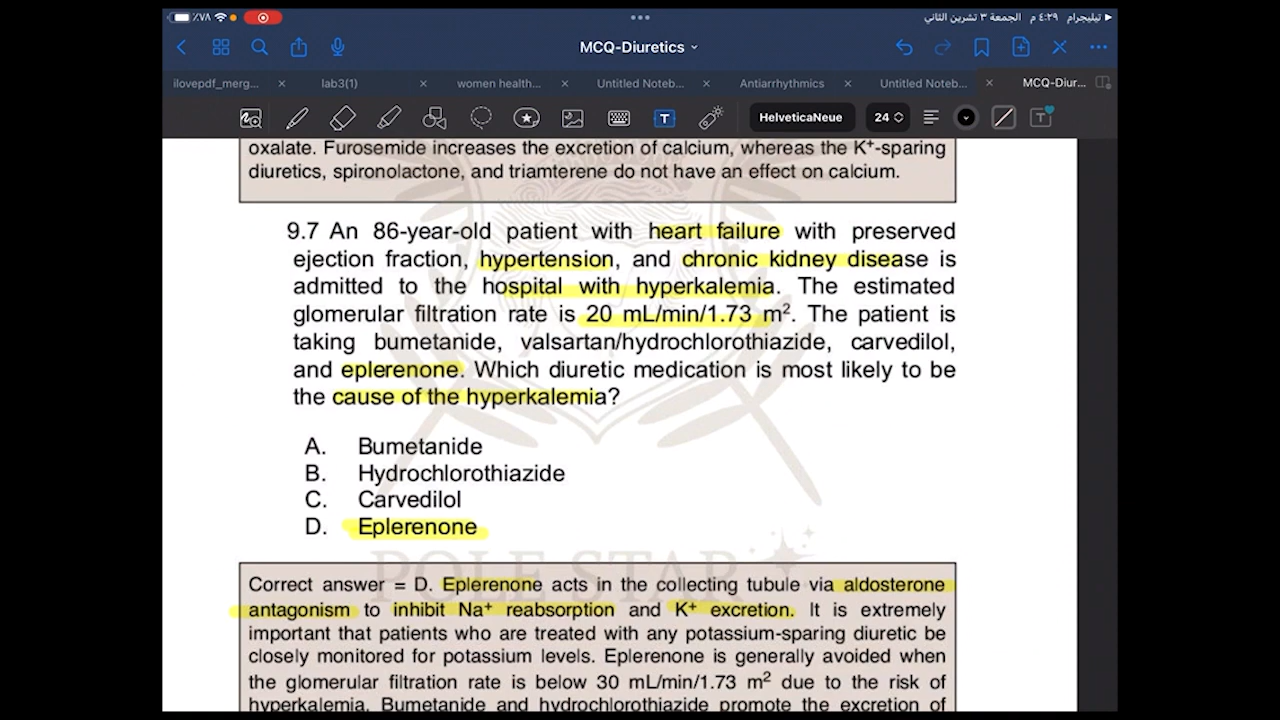 ٪٧٨
◂ تيليجرام ٤:٢٩ م الجمعة ٣ تشرين الثاني
MCQ-Diuretics
ilovepdf_merg...
lab3(1)
women health...
Untitled Noteb...
Antiarrhythmics
Untitled Noteb...
MCQ-Diur...
HelveticaNeue
24
oxalate. Furosemide increases the excretion of calcium, whereas the K⁺-sparing
diuretics, spironolactone, and triamterene do not have an effect on calcium.
9.7 An 86-year-old patient with heart failure with preserved
ejection fraction, hypertension, and chronic kidney disease is
admitted to the hospital with hyperkalemia. The estimated
glomerular filtration rate is 20 mL/min/1.73 m². The patient is
taking bumetanide, valsartan/hydrochlorothiazide, carvedilol,
and eplerenone. Which diuretic medication is most likely to be
the cause of the hyperkalemia?
A. Bumetanide
B. Hydrochlorothiazide
C. Carvedilol
D. Eplerenone
POLE STAR
Correct answer = D. Eplerenone acts in the collecting tubule via aldosterone
antagonism to inhibit Na⁺ reabsorption and K⁺ excretion. It is extremely
important that patients who are treated with any potassium-sparing diuretic be
closely monitored for potassium levels. Eplerenone is generally avoided when
the glomerular filtration rate is below 30 mL/min/1.73 m² due to the risk of
hyperkalemia. Bumetanide and hydrochlorothiazide promote the excretion of